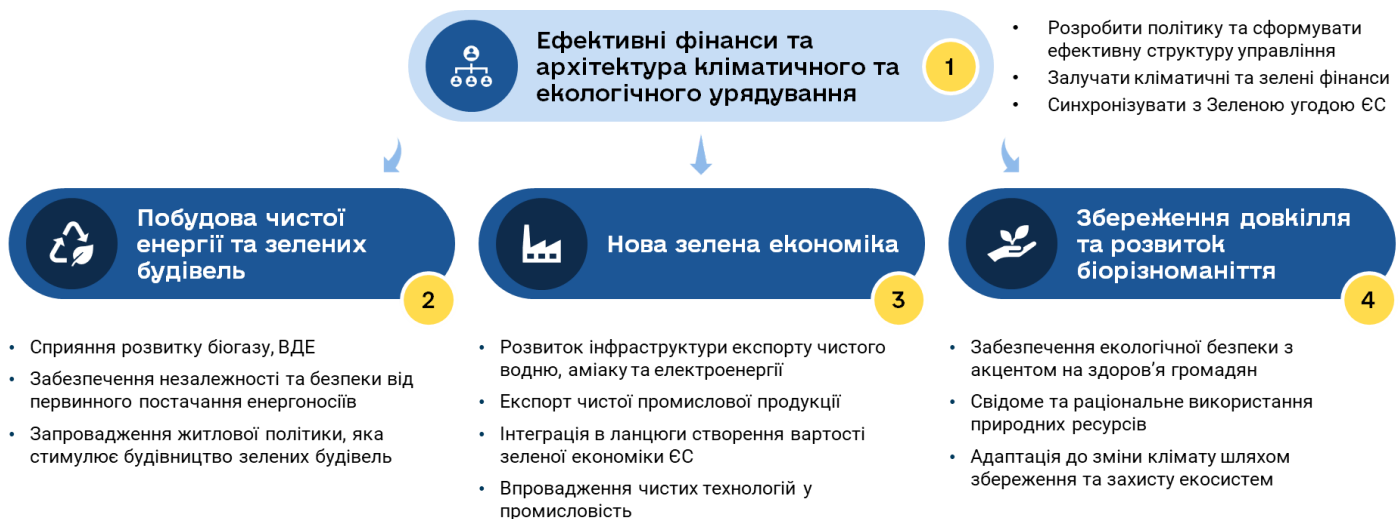 Ефективні фінанси та
архітектура кліматичного та
екологічного урядування
1
• Розробити політику та сформувати
ефективну структуру управління
• Залучати кліматичні та зелені фінанси
• Синхронізувати з Зеленою угодою ЄС
Побудова чистої
енергії та зелених
будівель
2
• Сприяння розвитку біогазу, ВДЕ
• Забезпечення незалежності та безпеки від
первинного постачання енергоносіїв
• Запровадження житлової політики, яка
стимулює будівництво зелених будівель
Нова зелена економіка
3
• Розвиток інфраструктури експорту чистого
водню, аміаку та електроенергії
• Експорт чистої промислової продукції
• Інтеграція в ланцюги створення вартості
зеленої економіки ЄС
• Впровадження чистих технологій у
промисловість
Збереження довкілля
та розвиток
біорізноманіття
4
• Забезпечення екологічної безпеки з
акцентом на здоров’я громадян
• Свідоме та раціональне використання
природних ресурсів
• Адаптація до зміни клімату шляхом
збереження та захисту екосистем